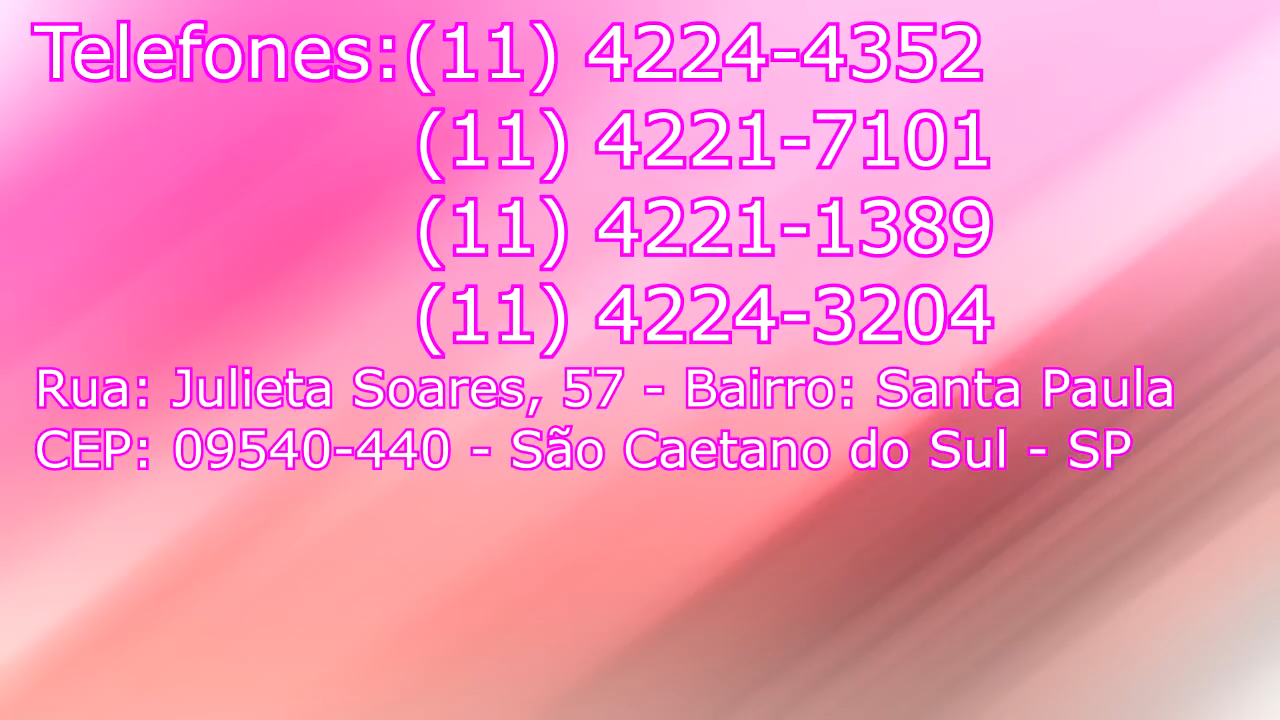 Telefones:(11) 4224-4352
(11) 4221-7101
(11) 4221-1389
(11) 4224-3204
Rua: Julieta Soares, 57 - Bairro: Santa Paula
CEP: 09540-440 - São Caetano do Sul - SP